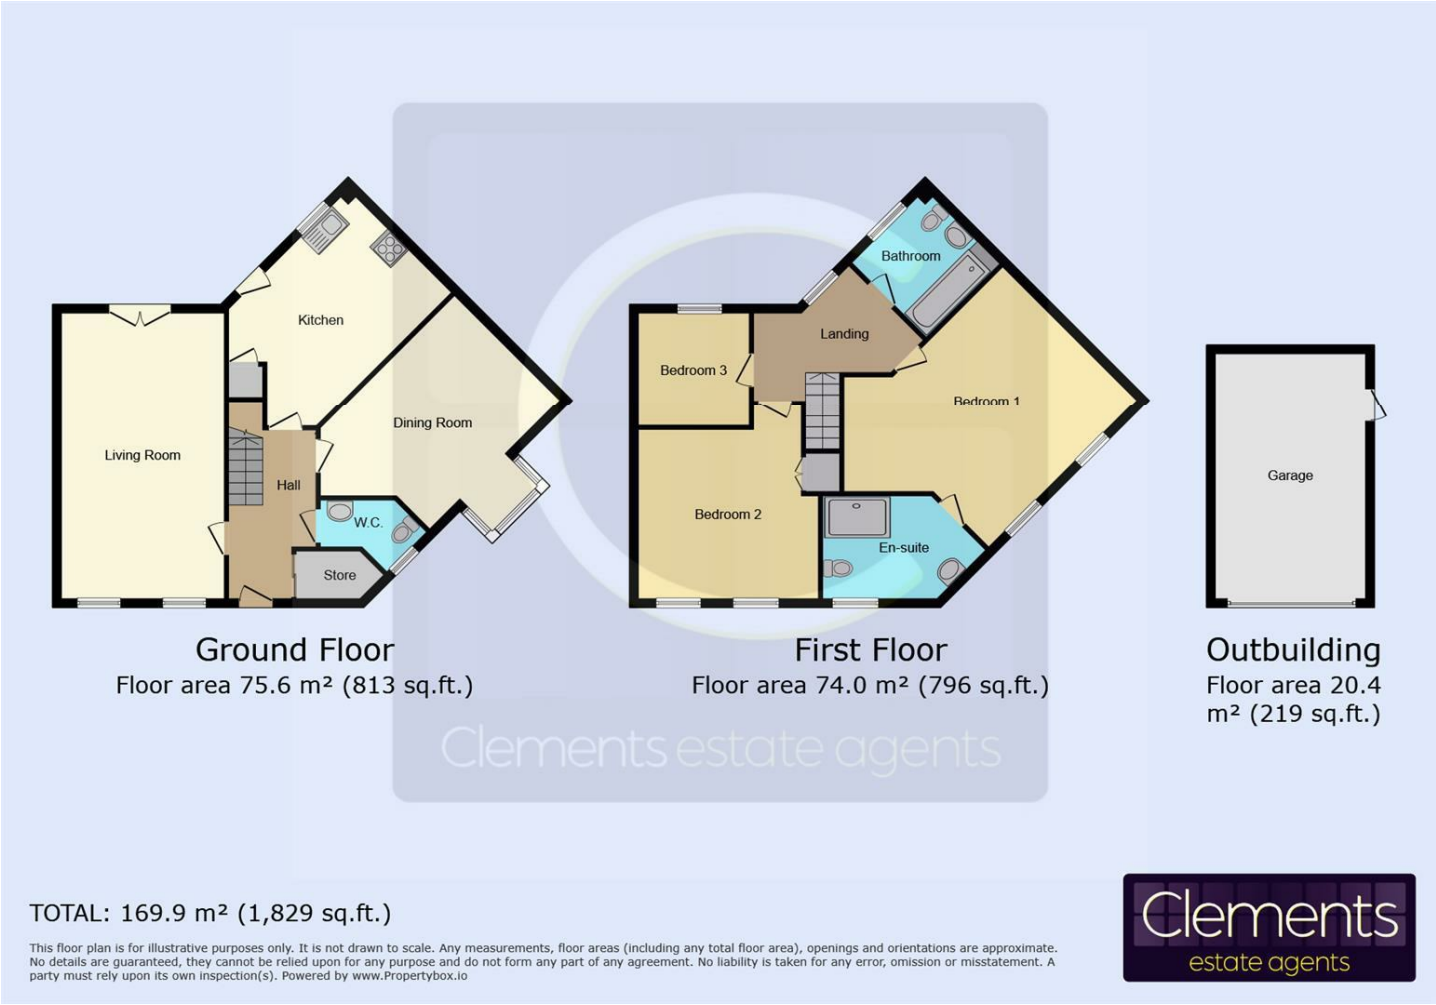 Bathroom
Kitchen
Landing
Bedroom 3
Bedroom 1
Dining Room
Living Room
Hall
Garage
Bedroom 2
W.C.
En-suite
Store
Ground Floor
Floor area 75.6 m² (813 sq.ft.)
First Floor
Floor area 74.0 m² (796 sq.ft.)
Outbuilding
Floor area 20.4
m² (219 sq.ft.)
Clements estate agents
TOTAL: 169.9 m² (1,829 sq.ft.)
This floor plan is for illustrative purposes only. It is not drawn to scale. Any measurements, floor areas (including any total floor area), openings and orientations are approximate.
No details are guaranteed, they cannot be relied upon for any purpose and do not form any part of any agreement. No liability is taken for any error, omission or misstatement. A
party must rely upon its own inspection(s). Powered by www.Propertybox.io
Clements
estate agents